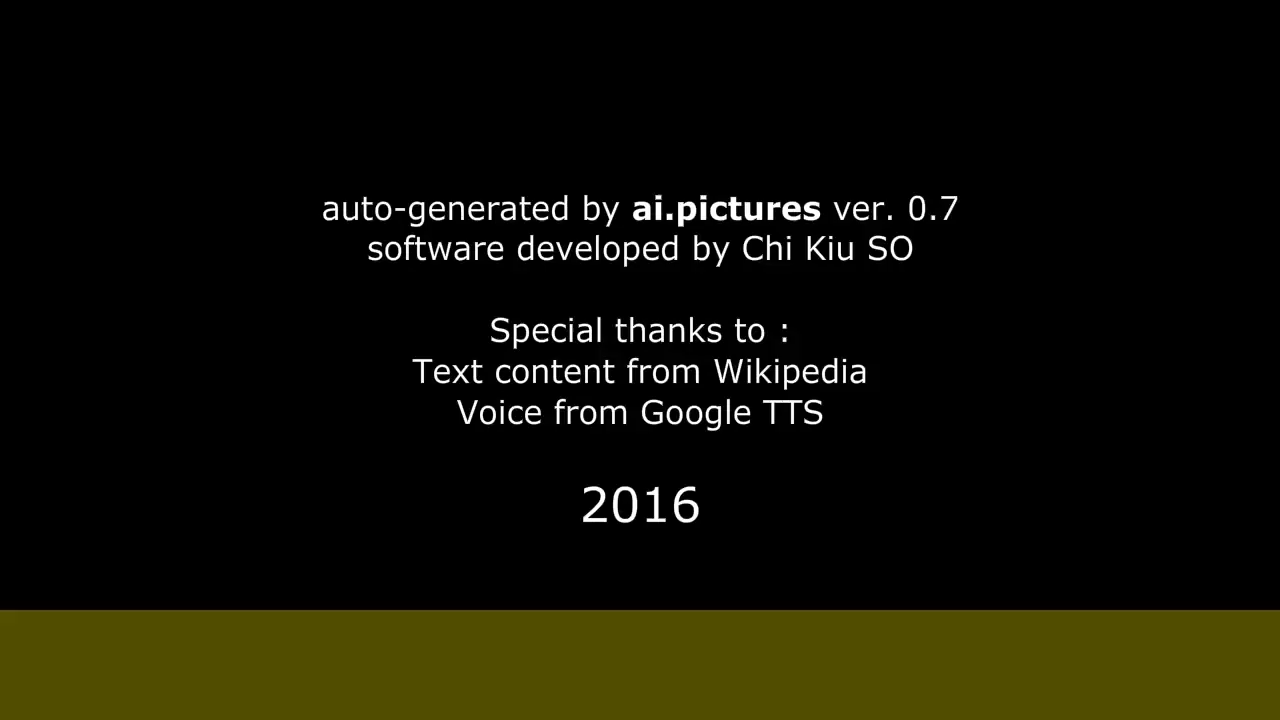 auto-generated by ai.pictures ver. 0.7
software developed by Chi Kiu SO
Special thanks to :
Text content from Wikipedia
Voice from Google TTS
2016